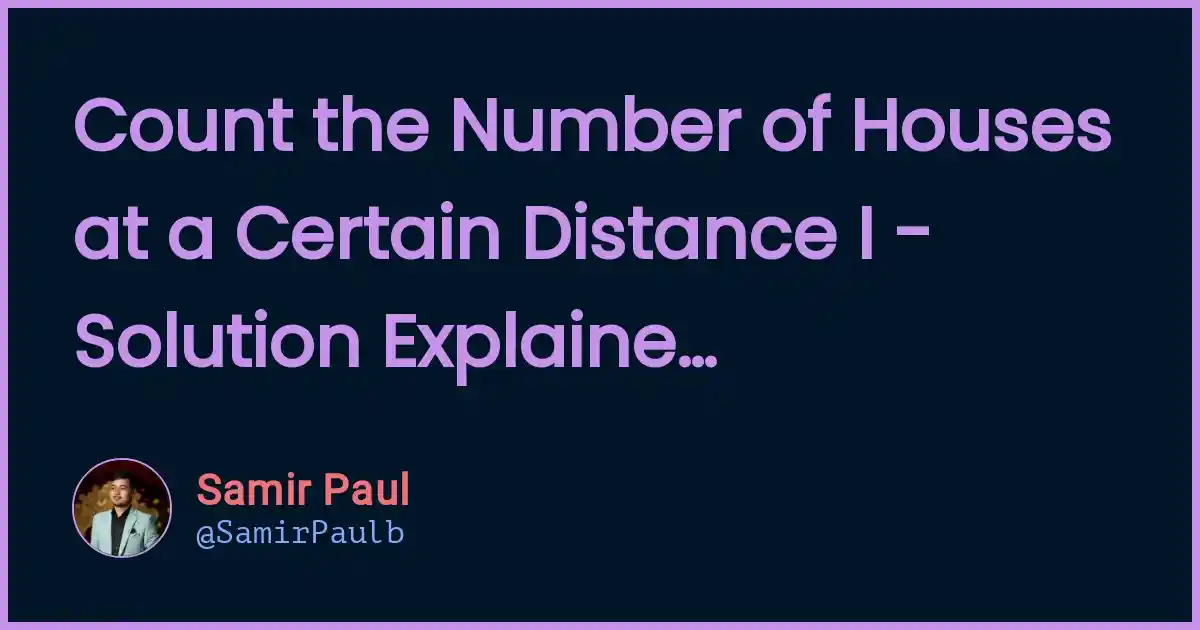 Count the Number of Houses
at a Certain Distance I -
Solution Explaine...
Samir Paul
@SamirPaulb